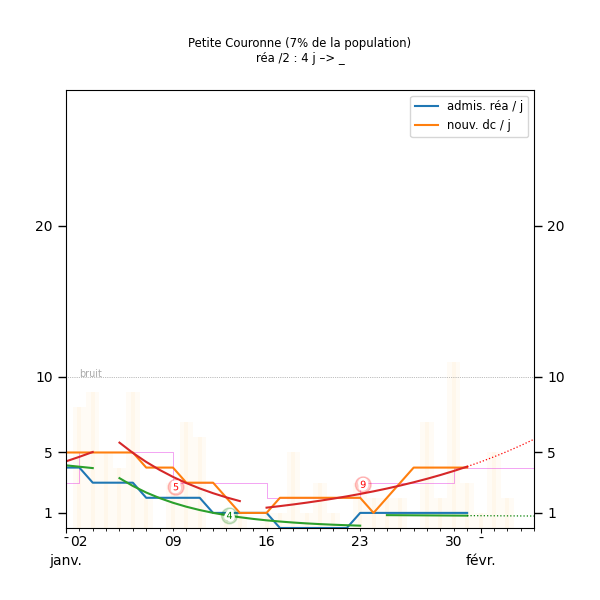 Petite Couronne (7% de la population)
réa /2 : 4 j –> _
admis. réa / j
nouv. dc / j
20
20
bruit
10
10
5
5
5
9
4
1
1
02
09
16
23
30
janv.
févr.